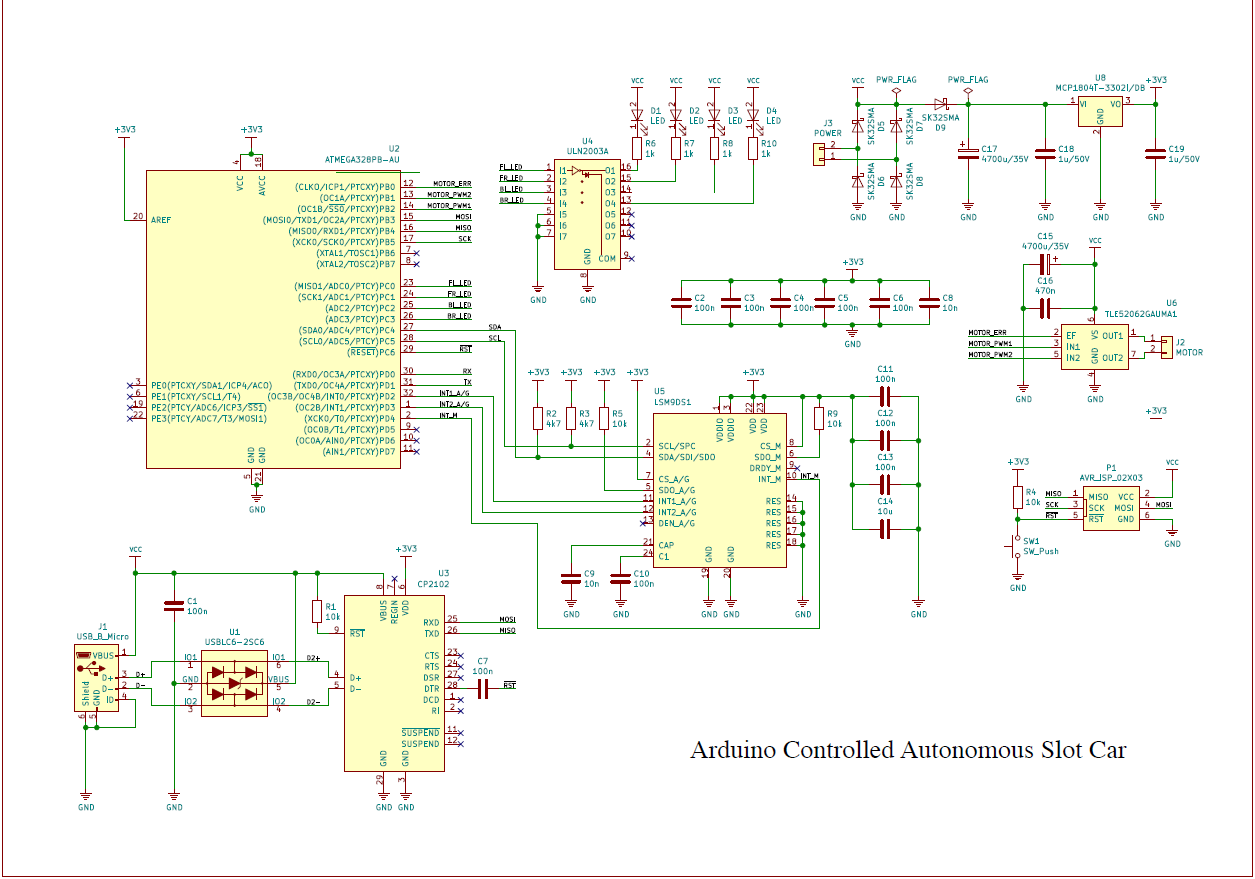 +3V3
+3V3
U2
ATMEGA328PB-AU
4
18
VCC
AVCC
20 AREF
(CLKO/ICP1/PTCXY)PB0 12 MOTOR_ERR
(OC1A/PTCXY)PB1 13 MOTOR_PWM2
(OC1B/SS0/PTCXY)PB2 14 MOTOR_PWM1
(MOSI0/TXD1/OC2A/PTCXY)PB3 15 MOSI
(MISO0/RXD1/PTCXY)PB4 16 MISO
(XCK0/SCK0/PTCXY)PB5 17 SCK
(XTAL1/TOSC1)PB6 7
(XTAL2/TOSC2)PB7 8
(MISO1/ADC0/PTCY)PC0 23 FL_LED
(SCK1/ADC1/PTCY)PC1 24 FR_LED
(ADC2/PTCY)PC2 25 BL_LED
(ADC3/PTCY)PC3 26 BR_LED
(SDA0/ADC4/PTCY)PC4 27 SDA
(SCL0/ADC5/PTCY)PC5 28 SCL
(RESET)PC6 29 RST
(RXD0/OC3A/PTCXY)PD0 30 RX
(TXD0/OC4A/PTCXY)PD1 31 TX
3 PE0(PTCXY/SDA1/ICP4/ACO) (OC3B/OC4B/INT0/PTCXY)PD2 32 INT1_A/G
6 PE1(PTCXY/SCL1/T4) (OC2B/INT1/PTCXY)PD3 1 INT2_A/G
19 PE2(PTCY/ADC6/ICP3/SS1) (XCK0/T0/PTCXY)PD4 2 INT_M
22 PE3(PTCY/ADC7/T3/MOSI1) (OC0B/T1/PTCXY)PD5 9
(OC0A/AIN0/PTCXY)PD6 10
(AIN1/PTCXY)PD7 11
GND
GND
5
21
GND
VCC VCC VCC VCC
D1 LED D2 LED D3 LED D4 LED
2 1 2 1 2 1 2 1
R6 1k R7 1k R8 1k R10 1k
U4
ULN2003A
FL_LED 1 I1 O1 16
FR_LED 2 I2 O2 15
BL_LED 3 I3 O3 14
BR_LED 4 I4 O4 13
5 I5 O5 12
6 I6 O6 11
7 I7 O7 10
COM 9
GND
8
GND GND
VCC PWR_FLAG PWR_FLAG
J3
POWER
2
1
SK32SMA D5
SK32SMA D7
SK32SMA D9
SK32SMA D6
SK32SMA D8
C17 4700u/35V
C18 1u/50V
C19 1u/50V
U8
MCP1804T-3302I/DB
+3V3
1 VI VO 3
GND
2
GND GND GND GND GND GND
+3V3
C2 100n C3 100n C4 100n C5 100n C6 100n C8 10n
GND
C15
4700u/35V
VCC
C16
470n
U6
TLE52062GAUMA1
6
VS
MOTOR_ERR 2 EF OUT1 1
MOTOR_PWM1 3 IN1
MOTOR_PWM2 5 IN2 OUT2 7
GND
4
J2
MOTOR
1
2
GND GND
+3V3
+3V3 +3V3 +3V3 +3V3 +3V3
R2 4k7
R3 4k7
R5 10k
R9 10k
U5
LSM9DS1
1 3 22 23
VDDIO VDDIO VDD VDD
2 SCL/SPC CS_M 8
4 SDA/SDI/SDO SDO_M 6
DRDY_M 9
7 CS_A/G INT_M 10 INT_M
5 SDO_A/G
11 INT1_A/G RES 14
12 INT2_A/G RES 15
13 DEN_A/G RES 16
RES 17
21 CAP RES 18
24 C1
GND GND
19 20
C9 10n
C10 100n
C11
100n
C12
100n
C13
100n
C14
10u
GND GND GND GND GND GND
P1
AVR_ISP_02X03
+3V3
VCC
R4 10k
MISO 1 MISO VCC 2
SCK 3 SCK MOSI 4 MOSI
RST 5 RST GND 6
SW1
SW_Push
GND
GND
VCC
C1 100n
J1
USB_B_Micro
VBUS 1
D+ 3 D+
D- 2 D-
ID 4
Shield
GND
6 5
U1
USBLC6-2SC6
IO1 1 IO1 6 D2+
GND 2 VBUS 5
IO2 3 IO2 4 D2-
R1 10k
+3V3
U3
CP2102
8 7 6
VBUS REGIN VDD
9 RST
RXD 25 MOSI
TXD 26 MISO
CTS 23
RTS 24
4 D+ DSR 27
5 D- DTR 28
DCD 1
RI 2
SUSPEND 11
SUSPEND 12
GND GND
29 3
C7
100n
RST
GND GND GND GND
Arduino Controlled Autonomous Slot Car